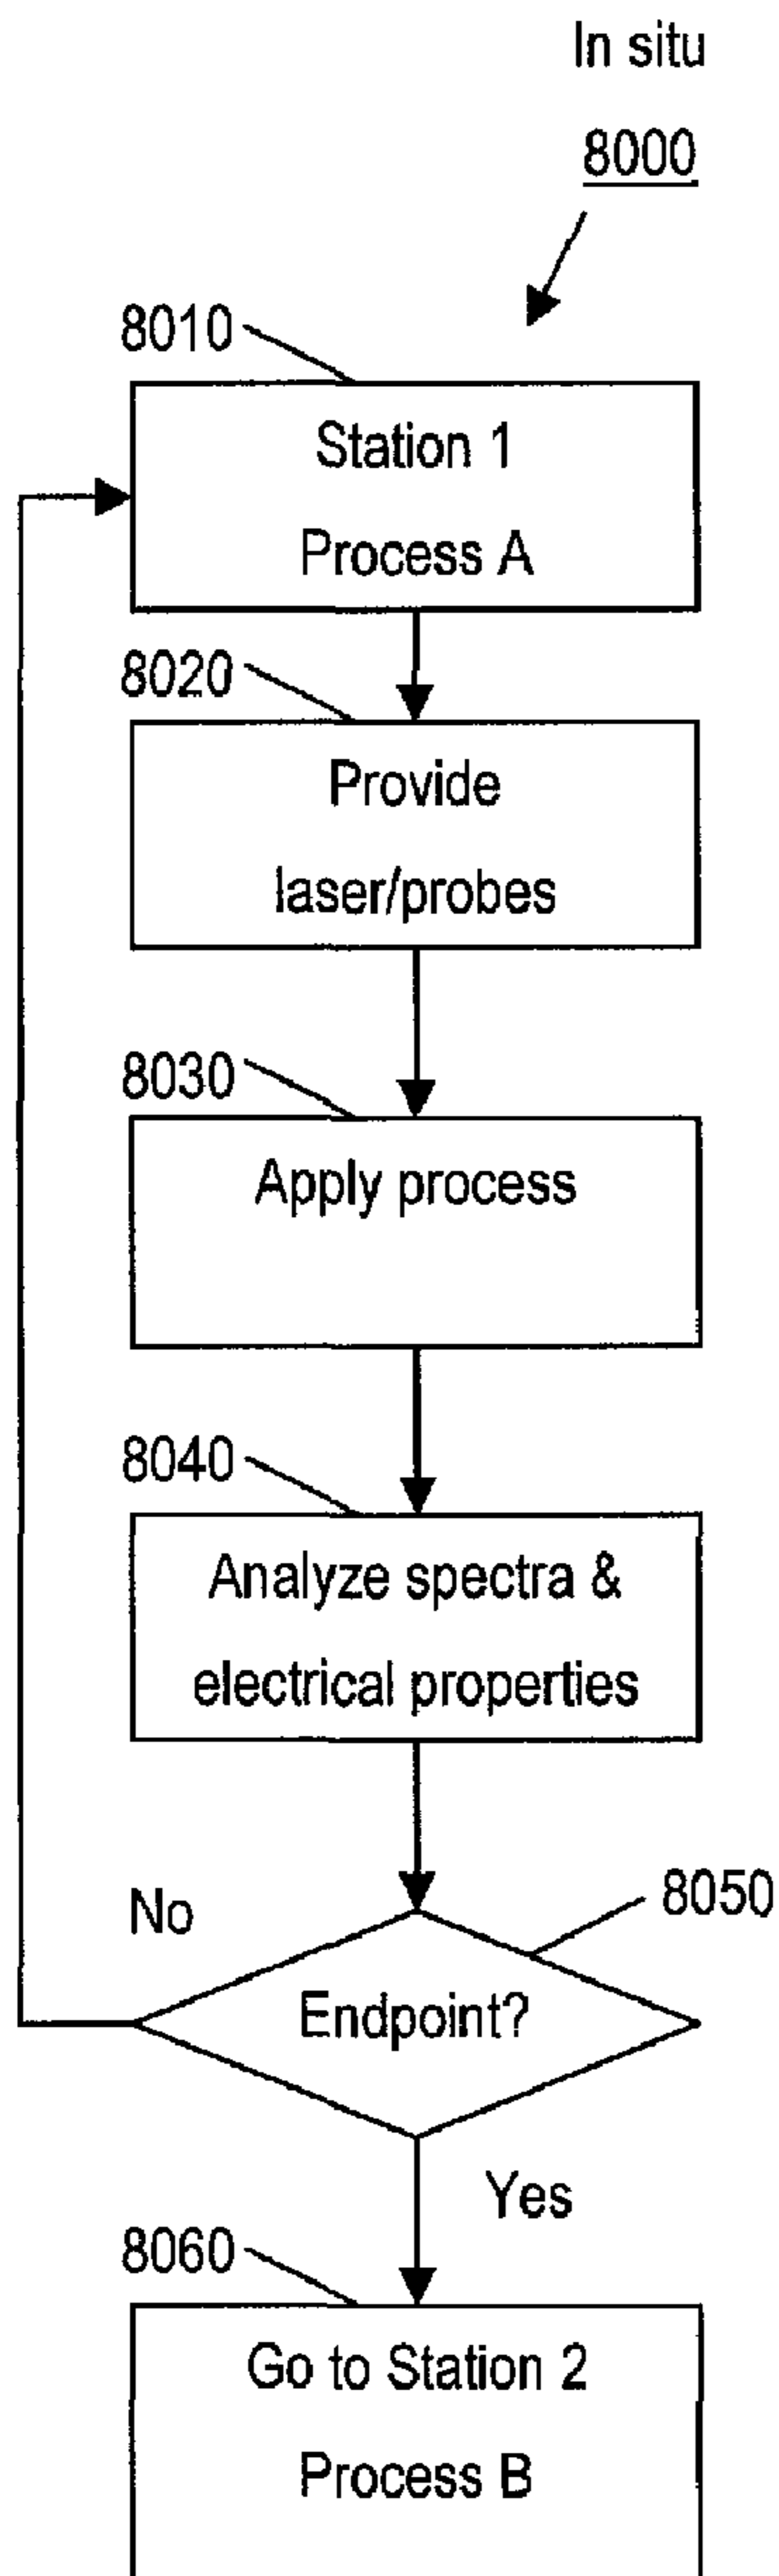 In situ
8000
8010
Station 1
Process A
8020
Provide
laser/probes
8030
Apply process
8040
Analyze spectra &
electrical properties
No
8050
Endpoint?
Yes
8060
Go to Station 2
Process B